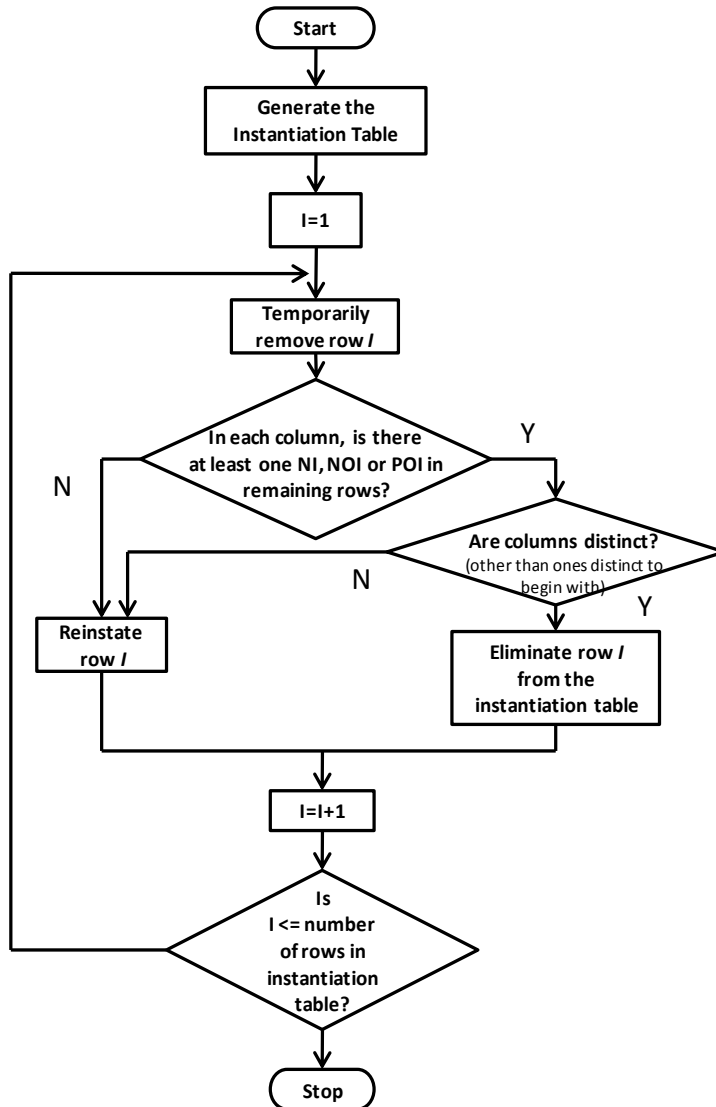 Start
Generate the
Instantiation Table
I=1
Temporarily
remove row I
In each column, is there
at least one NI, NOI or POI in
remaining rows?
Y
N
Are columns distinct?
(other than ones distinct to
begin with)
N
Y
Reinstate
row I
Eliminate row I
from the
instantiation table
I=I+1
Is
I <= number
of rows in
instantiation
table?
Stop